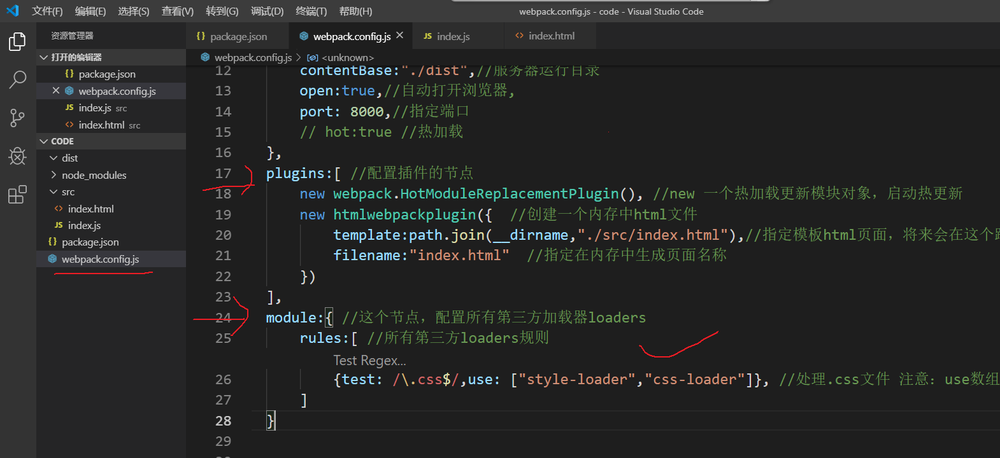 文件(F) 编辑(E) 选择(S) 查看(V) 转到(G) 调试(D) 终端(T) 帮助(H)
webpack.config.js - code - Visual Studio Code
资源管理器
打开的编辑器
package.json
webpack.config.js
index.js src
index.html src
CODE
dist
node_modules
src
index.html
JS index.js
package.json
webpack.config.js
{} package.json
webpack.config.js ×
JS index.js
<> index.html
webpack.config.js > <unknown>
12 contentBase:"./dist",//服务器运行目录
13 open:true,//自动打开浏览器,
14 port: 8000,//指定端口
15 // hot:true //热加载
16 },
17 plugins:[ //配置插件的节点
18 new webpack.HotModuleReplacementPlugin(), //new 一个热加载更新模块对象，启动热更新
19 new htmlwebpackplugin({ //创建一个内存中html文件
20 template:path.join(__dirname,"./src/index.html"),//指定模板html页面，将来会在这个
21 filename:"index.html" //指定在内存中生成页面名称
22 })
23 ],
24 module:{ //这个节点，配置所有第三方加载器loaders
25 rules:[ //所有第三方loaders规则
Test Regex...
26 {test: /\.css$/,use: ["style-loader","css-loader"]}, //处理.css文件 注意：use数组
27 ]
28 }
29